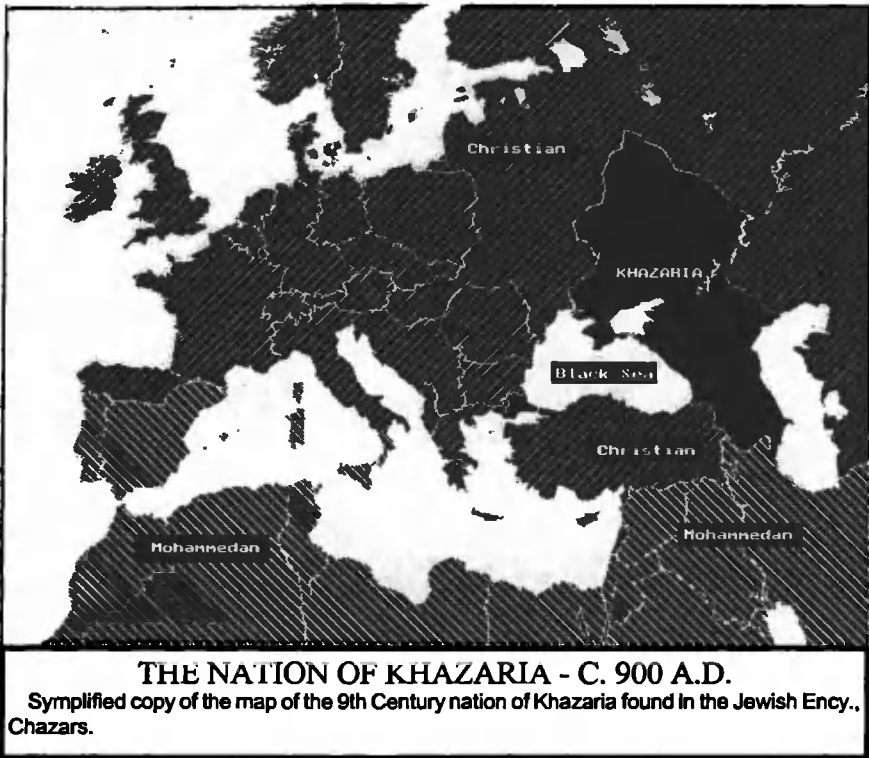 Christian
KHAZARIA
Black Sea
Christian
Mohammedan
Mohammedan
THE NATION OF KHAZARIA - C. 900 A.D.
Symplified copy of the map of the 9th Century nation of Khazaria found in the Jewish Ency.,
Chazars.